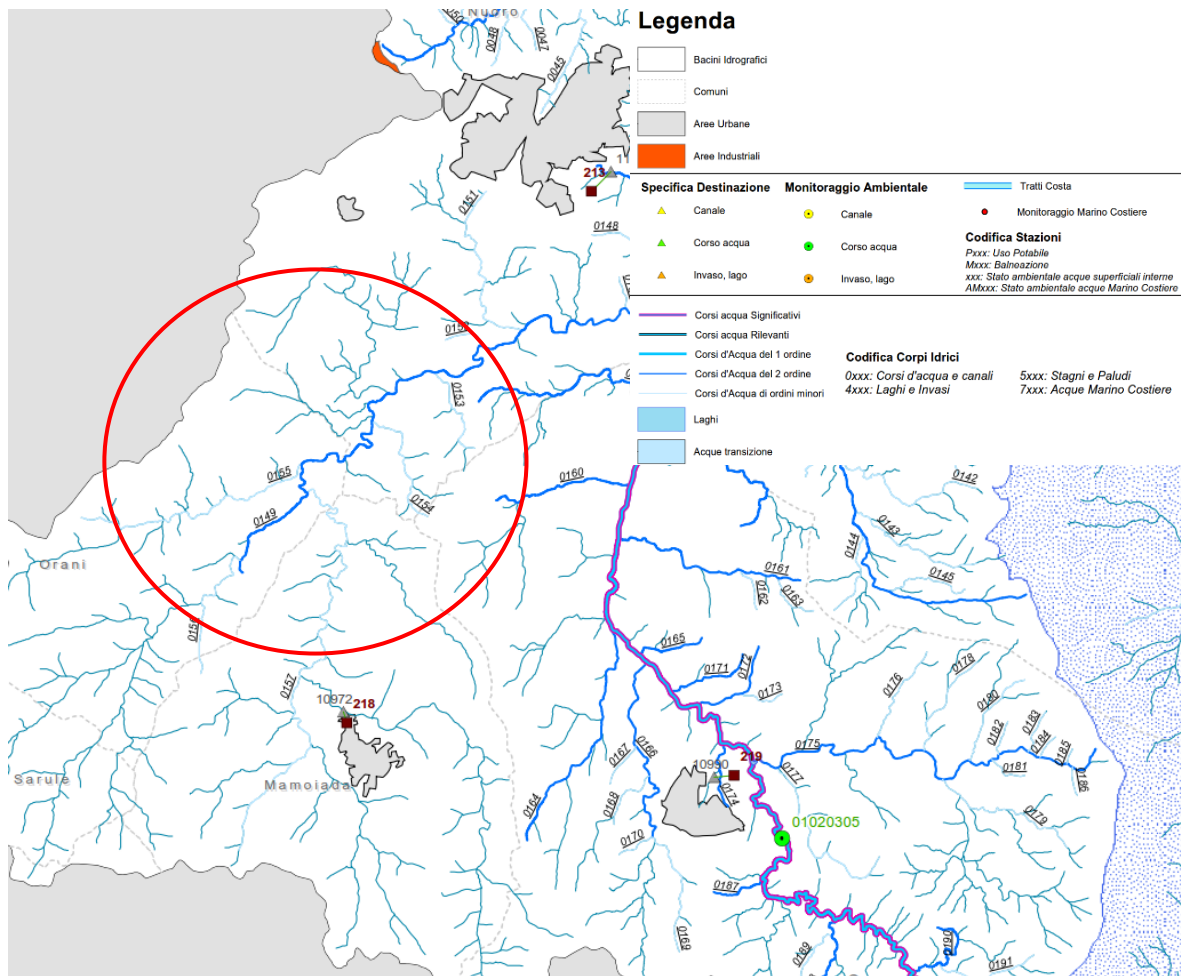 Nuoro
0048
0047
0045
Legenda
Bacini Idrografici
Comuni
Aree Urbane
Aree Industriali
Specifica Destinazione
Canale
Corso acqua
Invaso, lago
Monitoraggio Ambientale
Canale
Corso acqua
Invaso, lago
Tratti Costa
Monitoraggio Marino Costiere
Codifica Stazioni
Pxxx: Uso Potabile
Mxxx: Balneazione
xxx: Stato ambientale acque superficiali interne
AMxxx: Stato ambientale acque Marino Costiere
Corsi acqua Significativi
Corsi acqua Rilevanti
Corsi d'Acqua del 1 ordine
Corsi d'Acqua del 2 ordine
Corsi d'Acqua di ordini minori
Laghi
Acque transizione
Codifica Corpi Idrici
0xxx: Corsi d'acqua e canali
4xxx: Laghi e Invasi
5xxx: Stagni e Paludi
7xxx: Acque Marino Costiere
213
0151
0148
0153
0155
0154
0149
0160
0142
0143
0144
0145
Orani
0161
0162
0163
0165
0171
0172
0173
0176
0178
0180
0157
10972
218
0167
0166
0182
0183
0184
0185
0186
0175
0181
219
0177
0174
0179
Sarule
Mamoiada
0164
0168
0170
01020305
0187
0169
0169
0190
0191